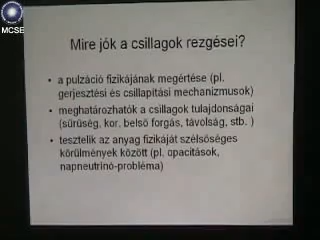 MCSE
Mire jók a csillagok rezgései?
• a pulzáció fizikájának megértése (pl.
gerjesztési és csillapítási mechanizmusok)
• meghatározhatók a csillagok tulajdonságai
(sűrűség, kor, belső forgás, távolság, stb. )
• tesztelik az anyag fizikáját szélsőséges
körülmények között (pl. opacitások,
napneutrínó-probléma)